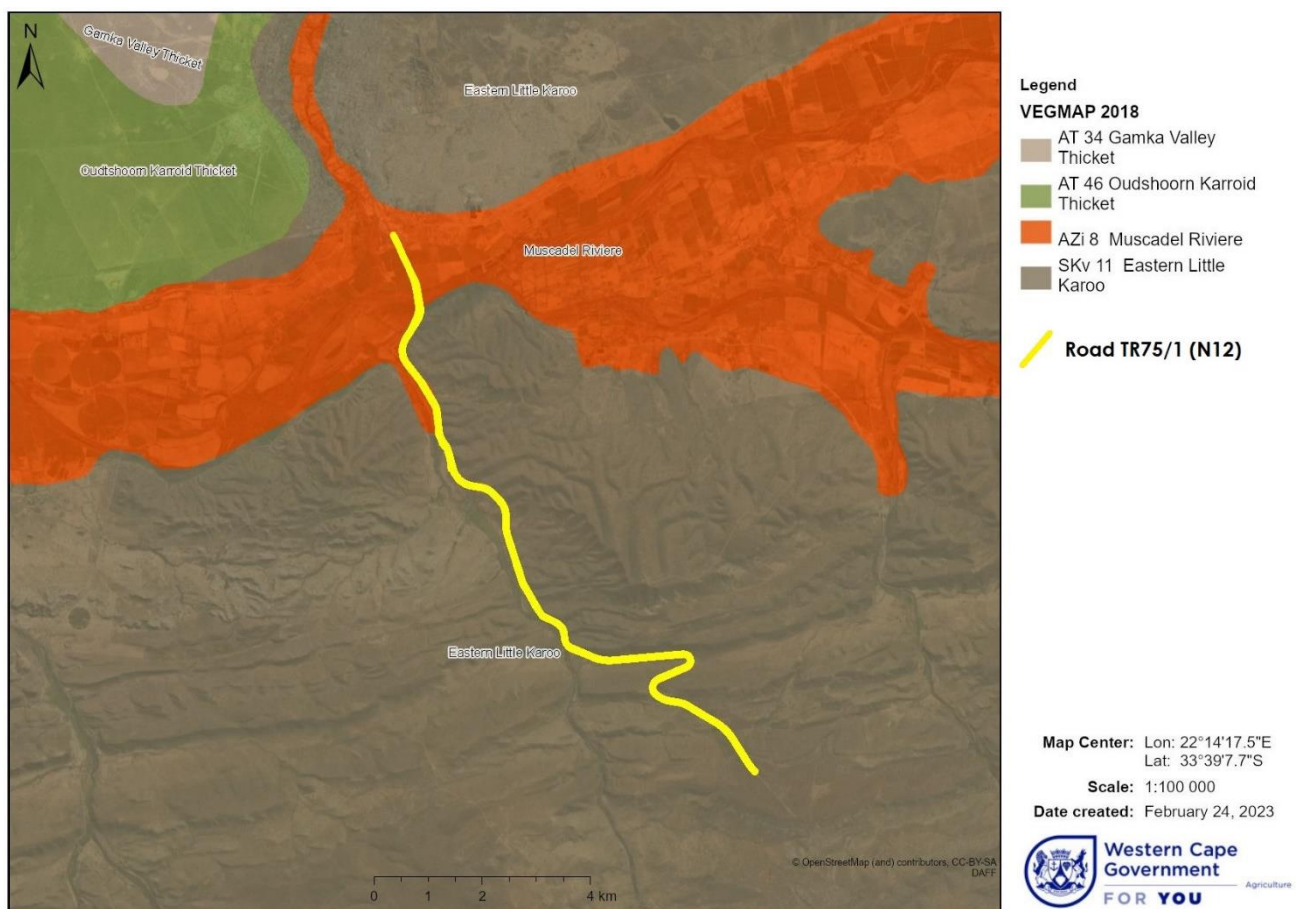 N
Gamka Valley Thicket
Eastern Little Karoo
Oudtshoorn Karroid Thicket
Muscadel Riviere
Eastern Little Karoo
© OpenStreetMap (and) contributors, CC-BY-SA
DAFF
0 1 2 4 km
Legend
VEGMAP 2018
AT 34 Gamka Valley
Thicket
AT 46 Oudshoorn Karroid
Thicket
AZi 8 Muscadel Riviere
SKv 11 Eastern Little
Karoo
Road TR75/1 (N12)
Map Center: Lon: 22°14'17.5"E
Lat: 33°39'7.7"S
Scale: 1:100 000
Date created: February 24, 2023
Western Cape
Government
Agriculture
FOR YOU